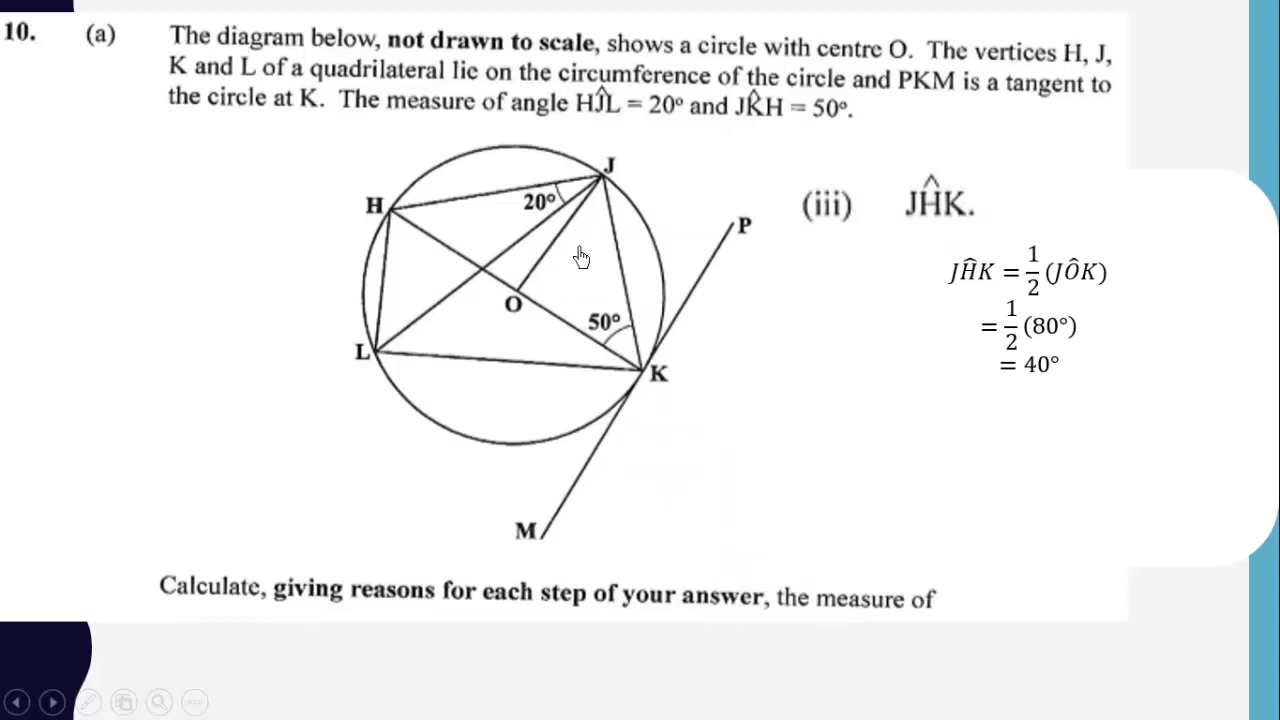 10. (a) The diagram below, not drawn to scale, shows a circle with centre O. The vertices H, J,
K and L of a quadrilateral lie on the circumference of the circle and PKM is a tangent to
the circle at K. The measure of angle HĴL = 20° and JK̂H = 50°.
J
H
20°
P
(iii) JĤK.
JĤK = 1/2 (JÔK)
= 1/2 (80°)
= 40°
O
50°
L
K
M
Calculate, giving reasons for each step of your answer, the measure of